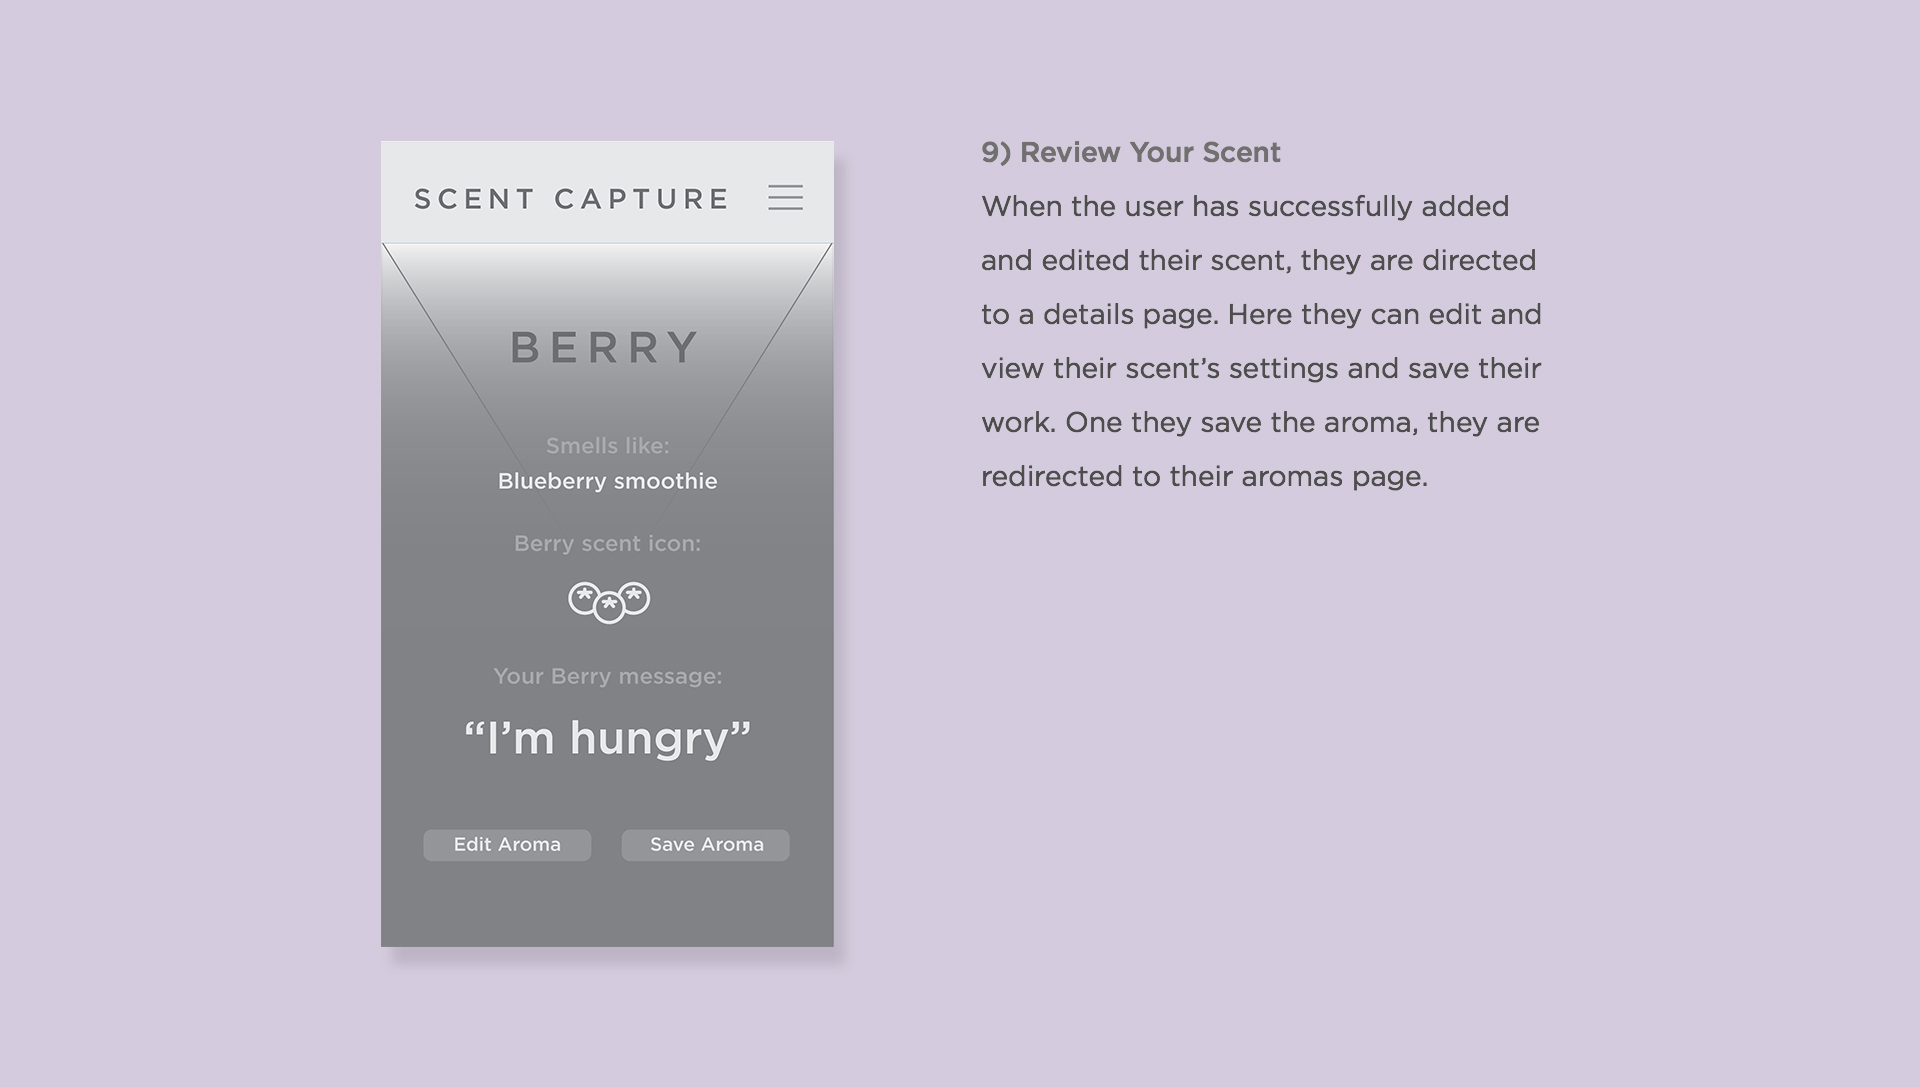 SCENT CAPTURE
BERRY
Smells like:
Blueberry smoothie
Berry scent icon:
Your Berry message:
“I’m hungry”
Edit Aroma
Save Aroma
9) Review Your Scent
When the user has successfully added
and edited their scent, they are directed
to a details page. Here they can edit and
view their scent’s settings and save their
work. One they save the aroma, they are
redirected to their aromas page.